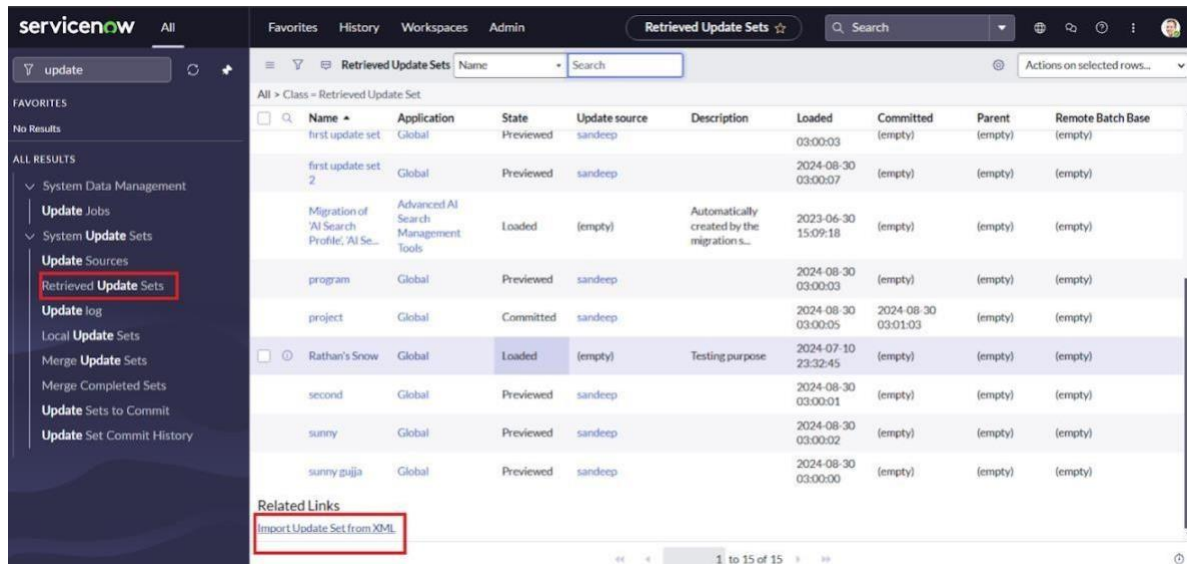 servicenow All Favorites History Workspaces Admin Retrieved Update Sets Search
update
Retrieved Update Sets Name Search Actions on selected rows...
FAVORITES
No Results
ALL RESULTS
System Data Management
Update Jobs
System Update Sets
Update Sources
Retrieved Update Sets
Update log
Local Update Sets
Merge Update Sets
Merge Completed Sets
Update Sets to Commit
Update Set Commit History
All > Class = Retrieved Update Set
Name Application State Update source Description Loaded Committed Parent Remote Batch Base
first update set Global Previewed sandeep 03:00:03 (empty) (empty) (empty)
first update set 2 Global Previewed sandeep 2024-08-30 03:00:07 (empty) (empty) (empty)
Migration of 'AI Search Profile', 'AI Se... Advanced AI Search Management Tools Loaded (empty) Automatically created by the migration s... 2023-06-30 15:09:18 (empty) (empty) (empty)
program Global Previewed sandeep 2024-08-30 03:00:03 (empty) (empty) (empty)
project Global Committed sandeep 2024-08-30 03:00:05 2024-08-30 03:01:03 (empty) (empty)
Rathan's Snow Global Loaded (empty) Testing purpose 2024-07-10 23:32:45 (empty) (empty) (empty)
second Global Previewed sandeep 2024-08-30 03:00:01 (empty) (empty) (empty)
sunny Global Previewed sandeep 2024-08-30 03:00:02 (empty) (empty) (empty)
sunny gujja Global Previewed sandeep 2024-08-30 03:00:00 (empty) (empty) (empty)
Related Links
Import Update Set from XML
1 to 15 of 15